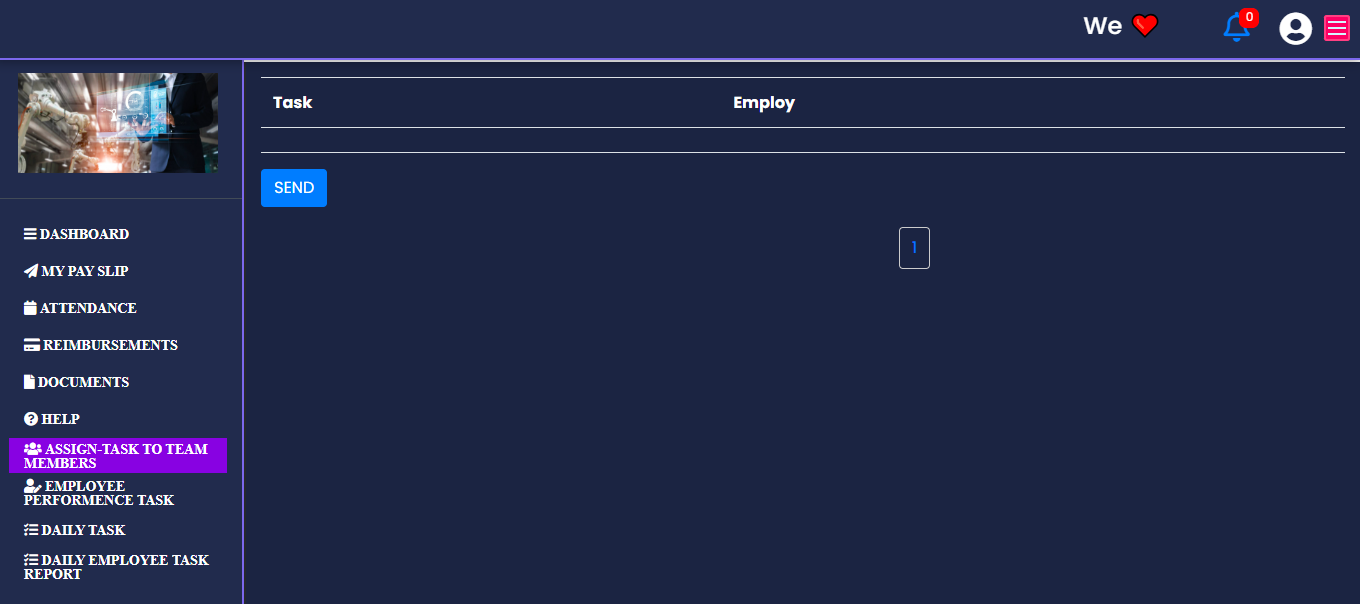 We ❤
0
Task Employ
SEND
1
DASHBOARD
MY PAY SLIP
ATTENDANCE
REIMBURSEMENTS
DOCUMENTS
HELP
ASSIGN-TASK TO TEAM
MEMBERS
EMPLOYEE
PERFORMENCE TASK
DAILY TASK
DAILY EMPLOYEE TASK
REPORT